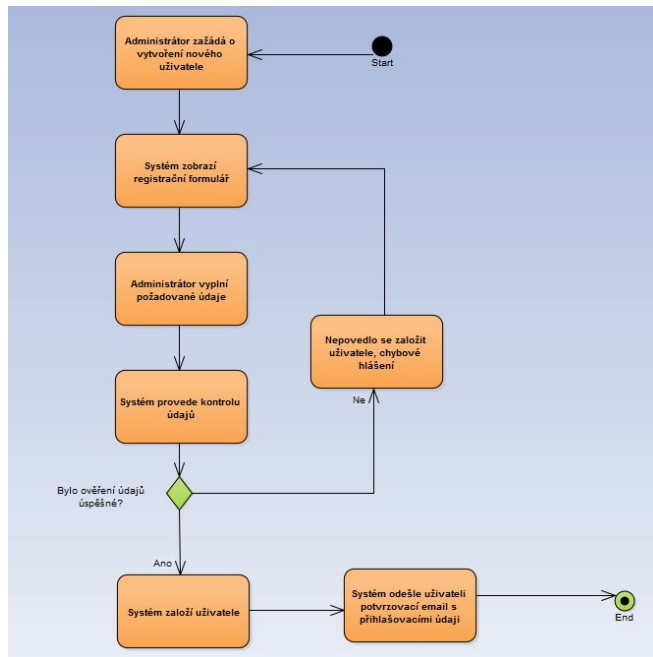 Administrátor zažádá o
vytvoření nového
uživatele
Start
Systém zobrazí
registrační formulář
Administrátor vyplní
požadované údaje
Nepovedlo se založit
uživatele, chybové
hlášení
Systém provede kontrolu
údajů
Ne
Bylo ověření údajů
úspěšné?
Ano
Systém založí uživatele
Systém odešle uživateli
potvrzovací email s
přihlašovacími údaji
End